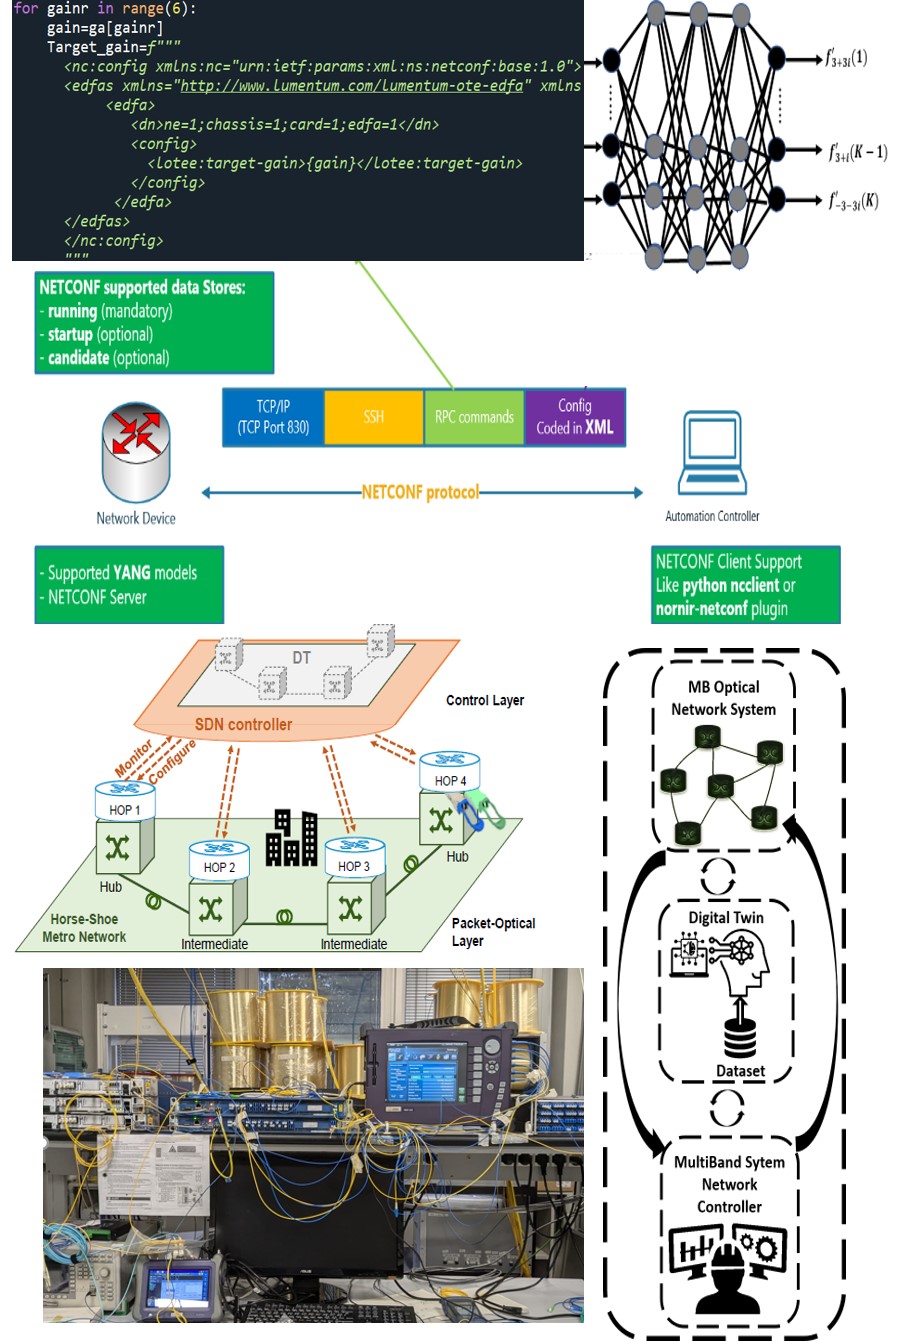 for gainr in range(6):
gain=ga[gainr]
Target_gain=f"""
<nc:config xmlns:nc="urn:ietf:params:xml:ns:netconf:base:1.0">
<edfas xmlns="http://www.lumentum.com/lumentum-ote-edfa" xmlns
<edfa>
<dn>ne=1;chassis=1;card=1;edfa=1</dn>
<config>
<lotee:target-gain>{gain}</lotee:target-gain>
</config>
</edfa>
</edfas>
</nc:config>
"""
f'₃₊₃ᵢ(1)
f'₃₊ᵢ(K − 1)
f'₋₃₋₃ᵢ(K)
NETCONF supported data Stores:
- running (mandatory)
- startup (optional)
- candidate (optional)
TCP/IP
(TCP Port 830)
SSH
RPC commands
Config
Coded in XML
NETCONF protocol
Network Device
Automation Controller
- Supported YANG models
- NETCONF Server
NETCONF Client Support
Like python ncclient or
nornir-netconf plugin
DT
SDN controller
Control Layer
Monitor
Configure
HOP 1
HOP 2
HOP 3
HOP 4
Hub
Hub
Intermediate
Intermediate
Horse-Shoe
Metro Network
Packet-Optical
Layer
MB Optical
Network System
Digital Twin
Dataset
MultiBand Sytem
Network
Controller